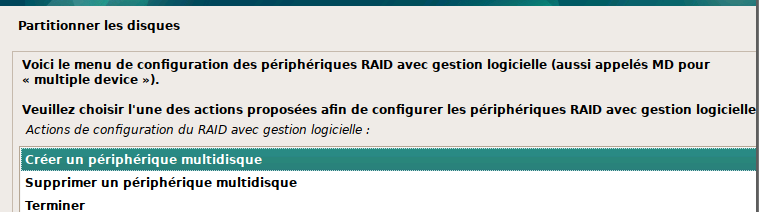 Partitionner les disques
Voici le menu de configuration des périphériques RAID avec gestion logicielle (aussi appelés MD pour
« multiple device »).
Veuillez choisir l'une des actions proposées afin de configurer les périphériques RAID avec gestion logicielle
Actions de configuration du RAID avec gestion logicielle :
Créer un périphérique multidisque
Supprimer un périphérique multidisque
Terminer